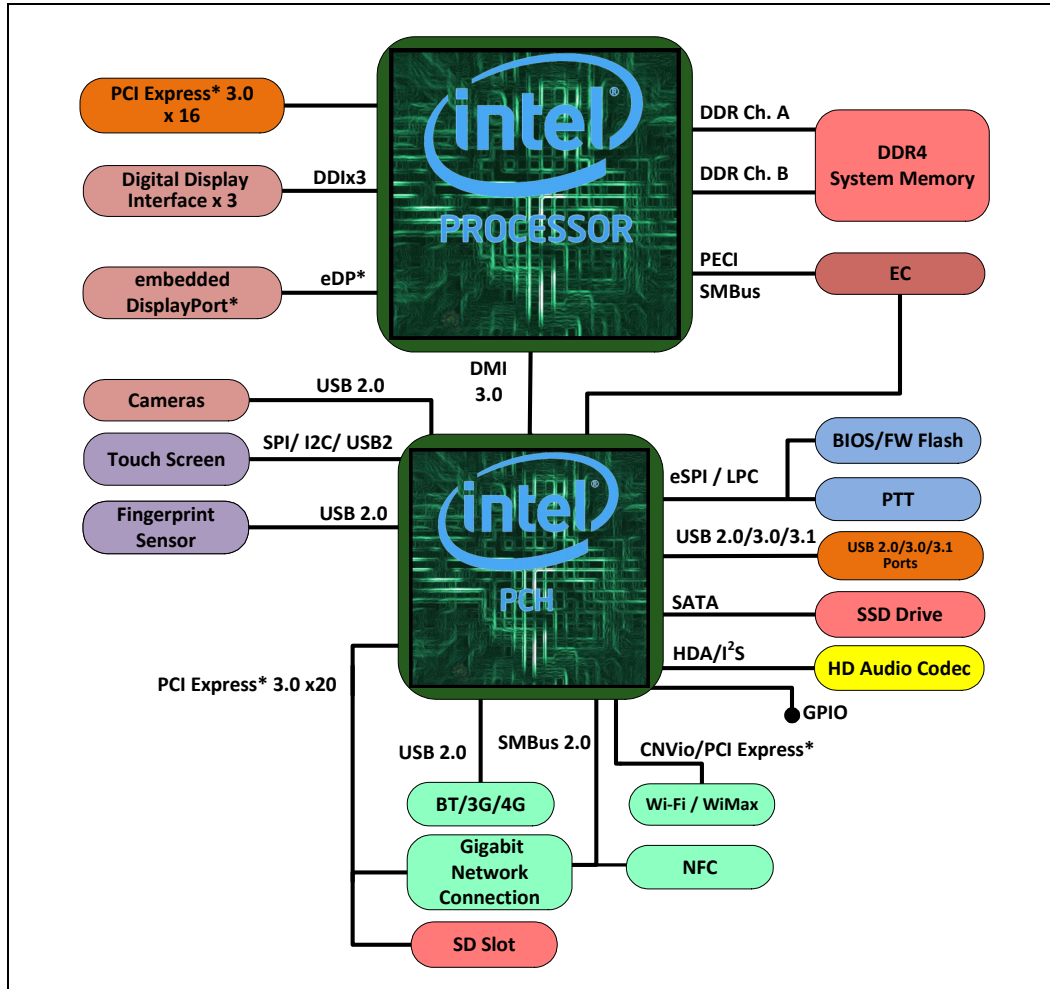 intel®
PROCESSOR
PCI Express* 3.0
x 16
DDR Ch. A
DDR4
System Memory
Digital Display
Interface x 3
DDIx3
DDR Ch. B
embedded
DisplayPort*
eDP*
PECI
SMBus
EC
DMI
3.0
Cameras
USB 2.0
Touch Screen
SPI/ I2C/ USB2
Fingerprint
Sensor
USB 2.0
intel®
PCH
eSPI / LPC
BIOS/FW Flash
PTT
USB 2.0/3.0/3.1
USB 2.0/3.0/3.1
Ports
SATA
SSD Drive
HDA/I²S
HD Audio Codec
GPIO
PCI Express* 3.0 x20
USB 2.0
SMBus 2.0
CNVio/PCI Express*
BT/3G/4G
Wi-Fi / WiMax
Gigabit
Network
Connection
NFC
SD Slot